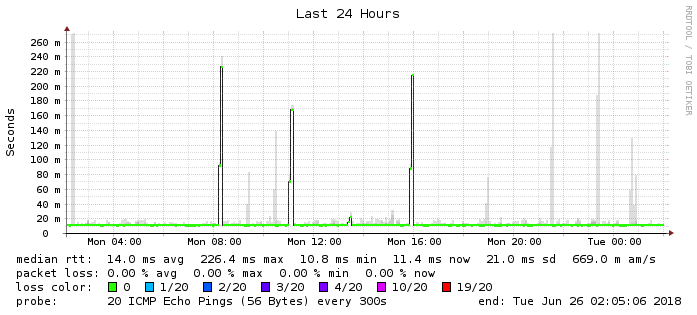 Last 24 Hours
RRDTOOL / TOBI OETIKER
Seconds
260 m
240 m
220 m
200 m
180 m
160 m
140 m
120 m
100 m
80 m
60 m
40 m
20 m
0
Mon 04:00 Mon 08:00 Mon 12:00 Mon 16:00 Mon 20:00 Tue 00:00
median rtt: 14.0 ms avg 226.4 ms max 10.8 ms min 11.4 ms now 21.0 ms sd 669.0 m am/s
packet loss: 0.00 % avg 0.00 % max 0.00 % min 0.00 % now
loss color: 0 1/20 2/20 3/20 4/20 10/20 19/20
probe: 20 ICMP Echo Pings (56 Bytes) every 300s end: Tue Jun 26 02:05:06 2018